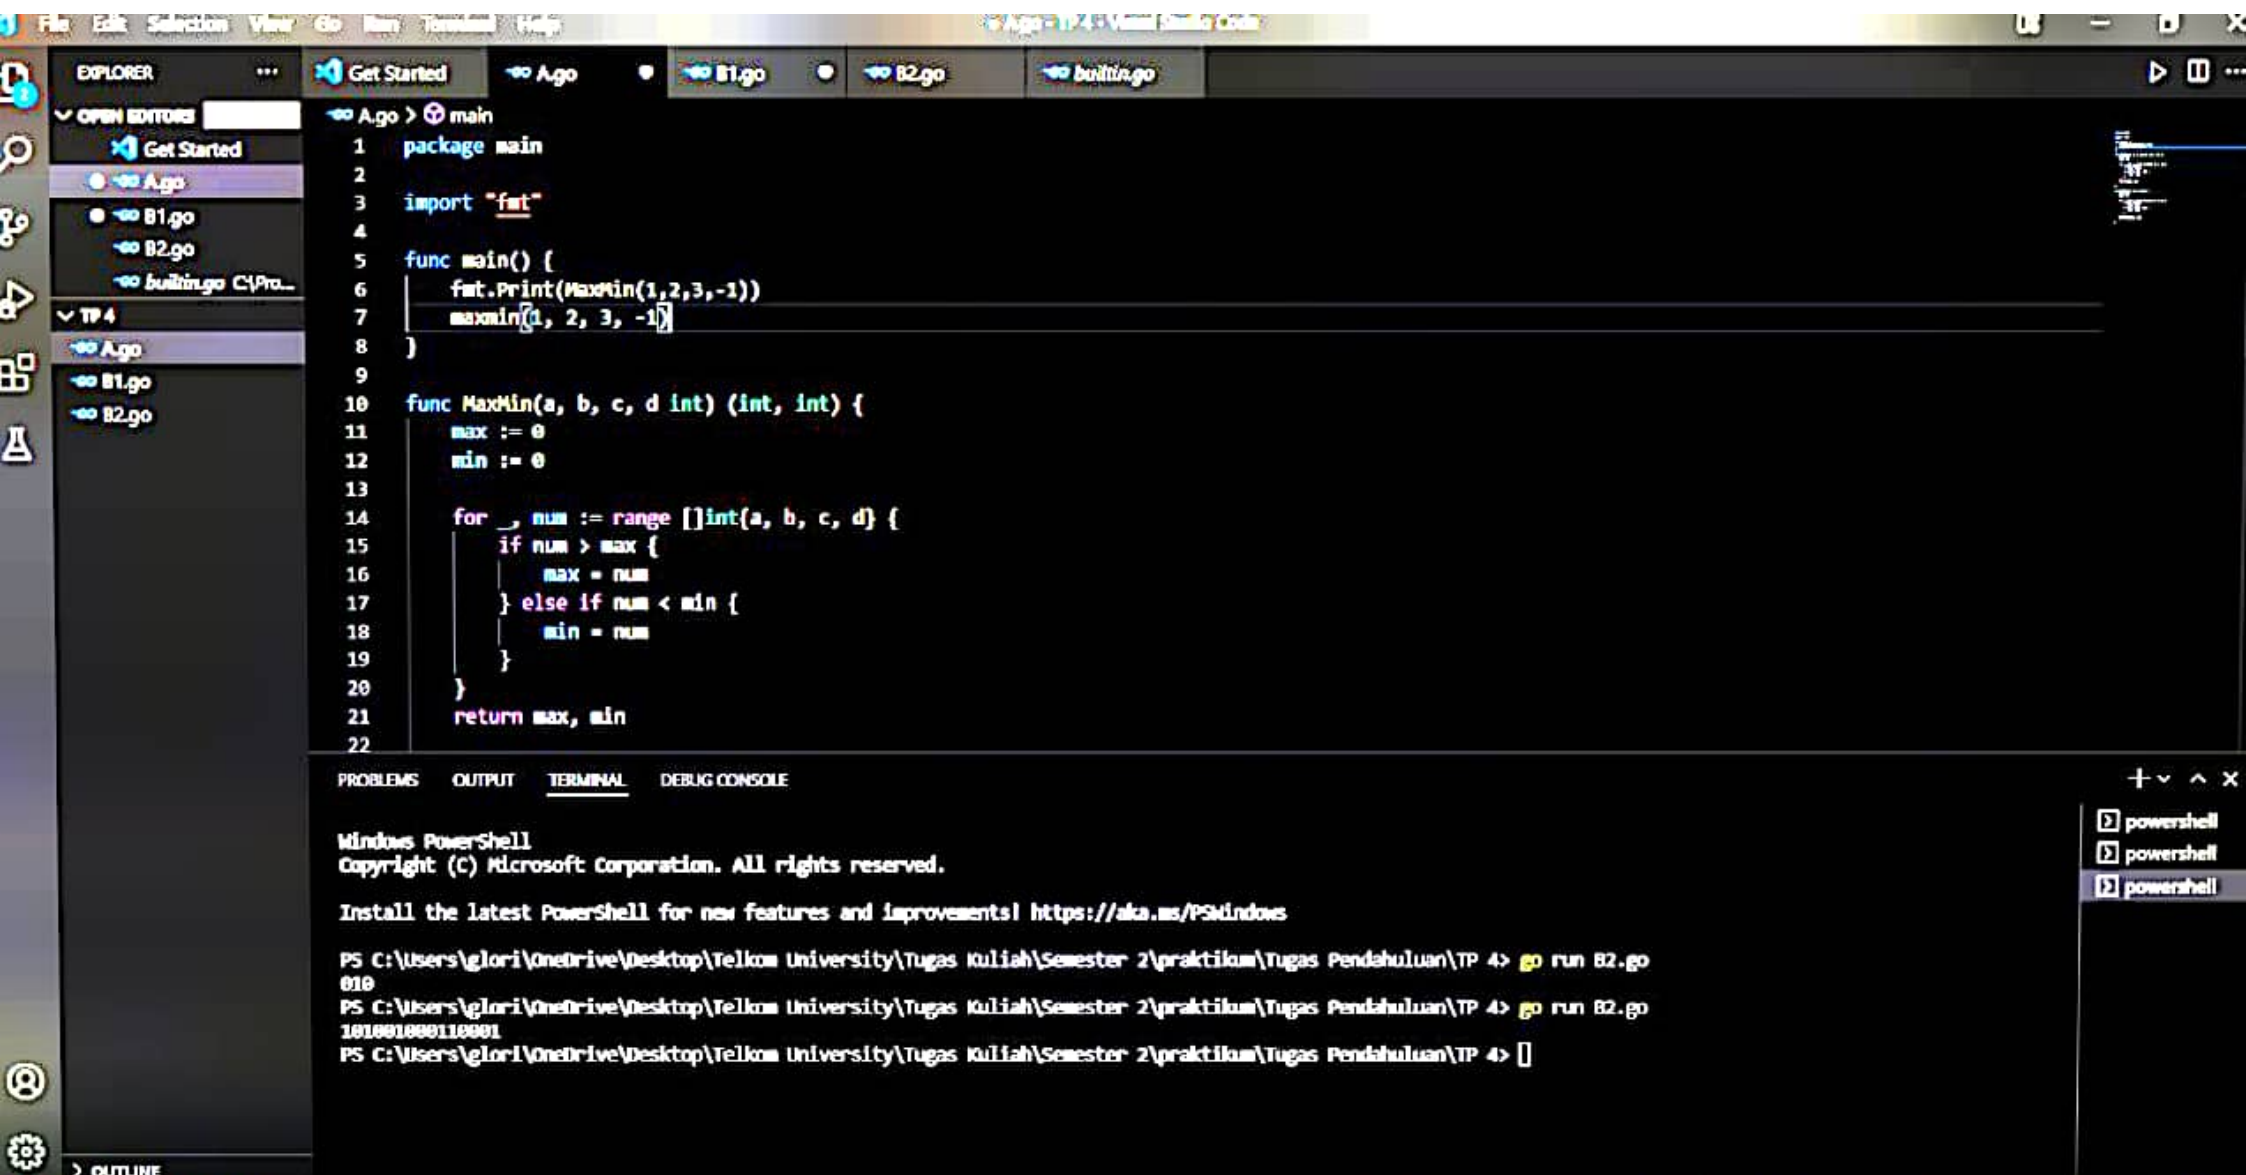 File Edit Selection View Go Run Terminal Help
A.go - TP 4 - Visual Studio Code
EXPLORER
Get Started
A.go
B1.go
B2.go
builtin.go
OPEN EDITORS
Get Started
A.go
B1.go
B2.go
builtin.go C:\Pro...
TP 4
A.go
B1.go
B2.go
OUTLINE
A.go > main
1 package main
2
3 import "fmt"
4
5 func main() {
6 fmt.Print(MaxMin(1,2,3,-1))
7 maxmin(1, 2, 3, -1)
8 }
9
10 func MaxMin(a, b, c, d int) (int, int) {
11 max := 0
12 min := 0
13
14 for _, num := range []int{a, b, c, d} {
15 if num > max {
16 max = num
17 } else if num < min {
18 min = num
19 }
20 }
21 return max, min
22
PROBLEMS OUTPUT TERMINAL DEBUG CONSOLE
Windows PowerShell
Copyright (C) Microsoft Corporation. All rights reserved.
Install the latest PowerShell for new features and improvements! https://aka.ms/PSWindows
PS C:\Users\glori\OneDrive\Desktop\Telkom University\Tugas Kuliah\Semester 2\praktikum\Tugas Pendahuluan\TP 4> go run B2.go
010
PS C:\Users\glori\OneDrive\Desktop\Telkom University\Tugas Kuliah\Semester 2\praktikum\Tugas Pendahuluan\TP 4> go run B2.go
101001000110001
PS C:\Users\glori\OneDrive\Desktop\Telkom University\Tugas Kuliah\Semester 2\praktikum\Tugas Pendahuluan\TP 4>
powershell
powershell
powershell